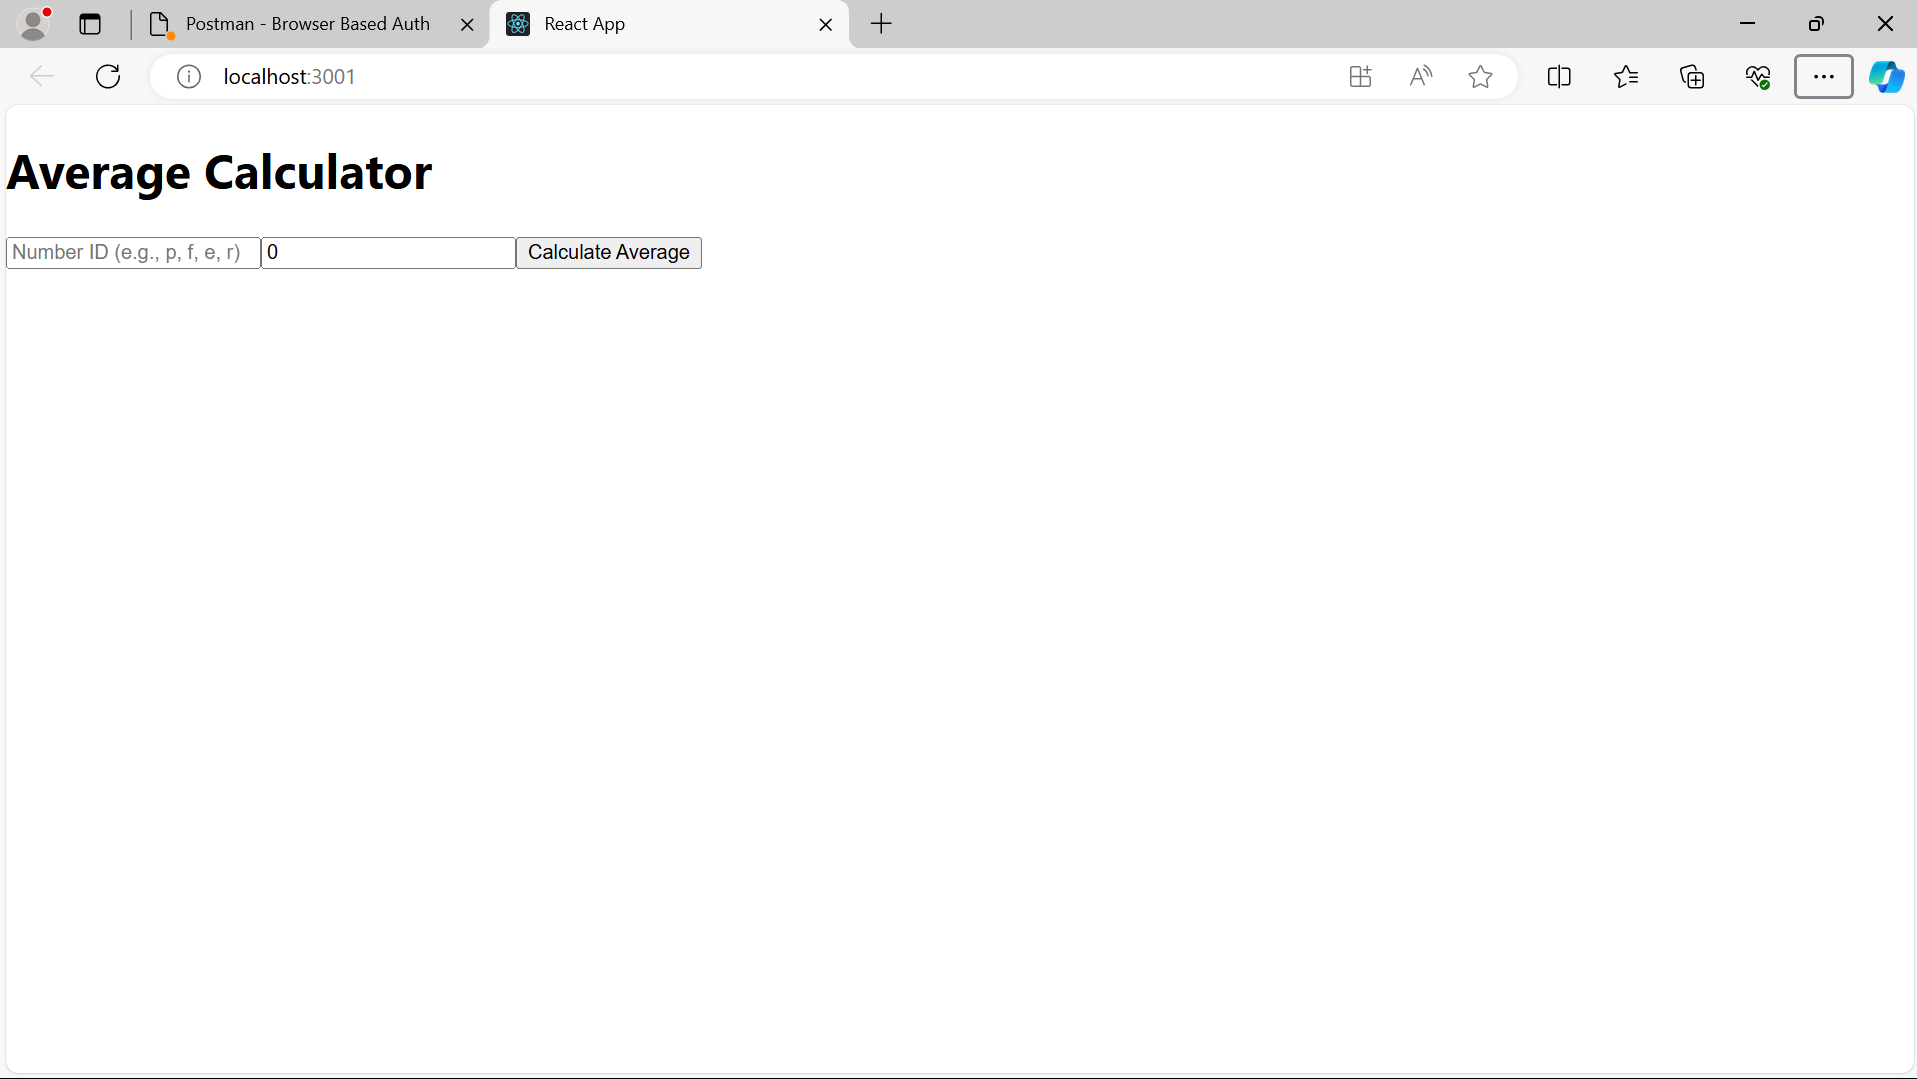 Postman - Browser Based Auth
React App
localhost:3001
Average Calculator
Number ID (e.g., p, f, e, r) 0 Calculate Average